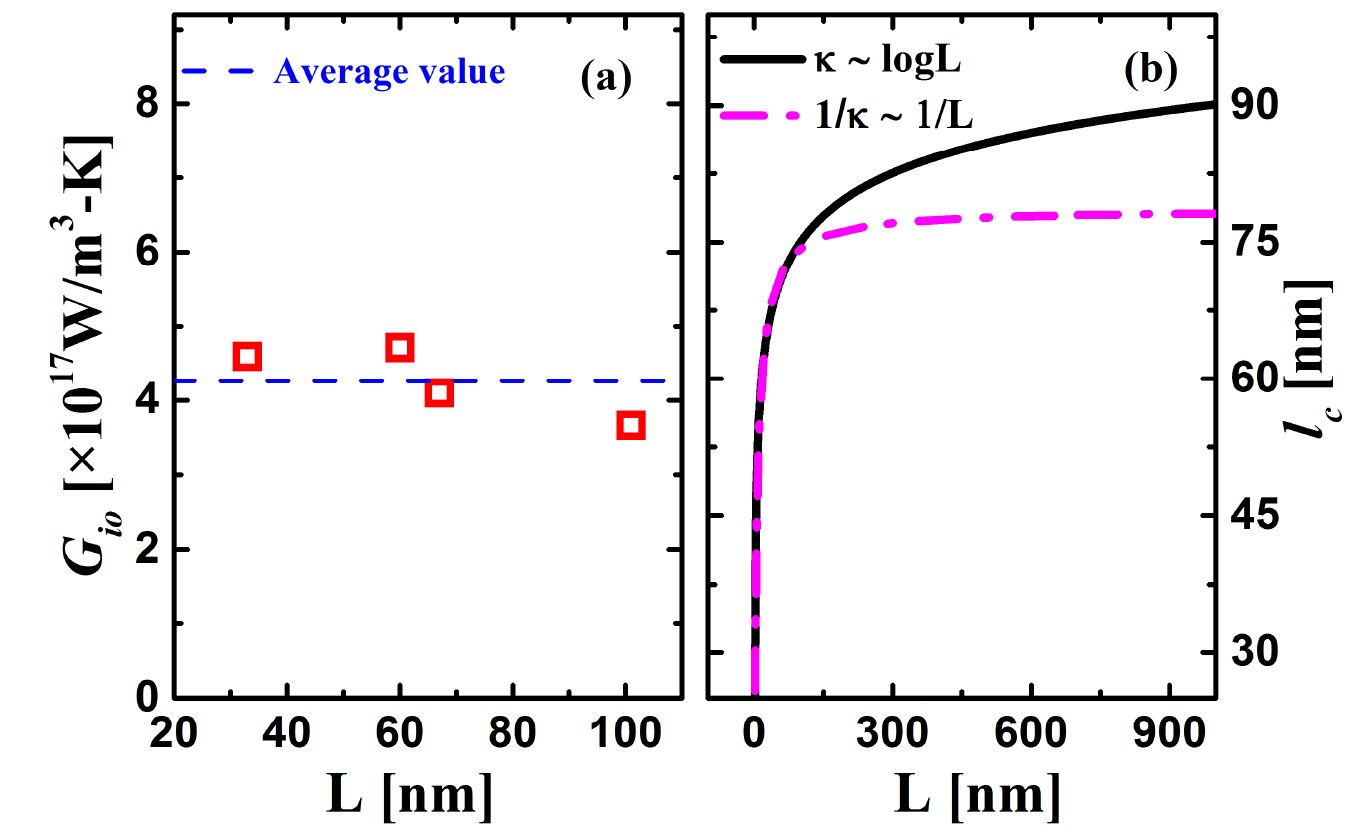 Average value
(a)
8
6
4
2
0
20
40
60
80
100
L [nm]
G_io [×10^17 W/m^3-K]
κ ~ logL
1/κ ~ 1/L
(b)
90
75
60
45
30
0
300
600
900
L [nm]
l_c [nm]